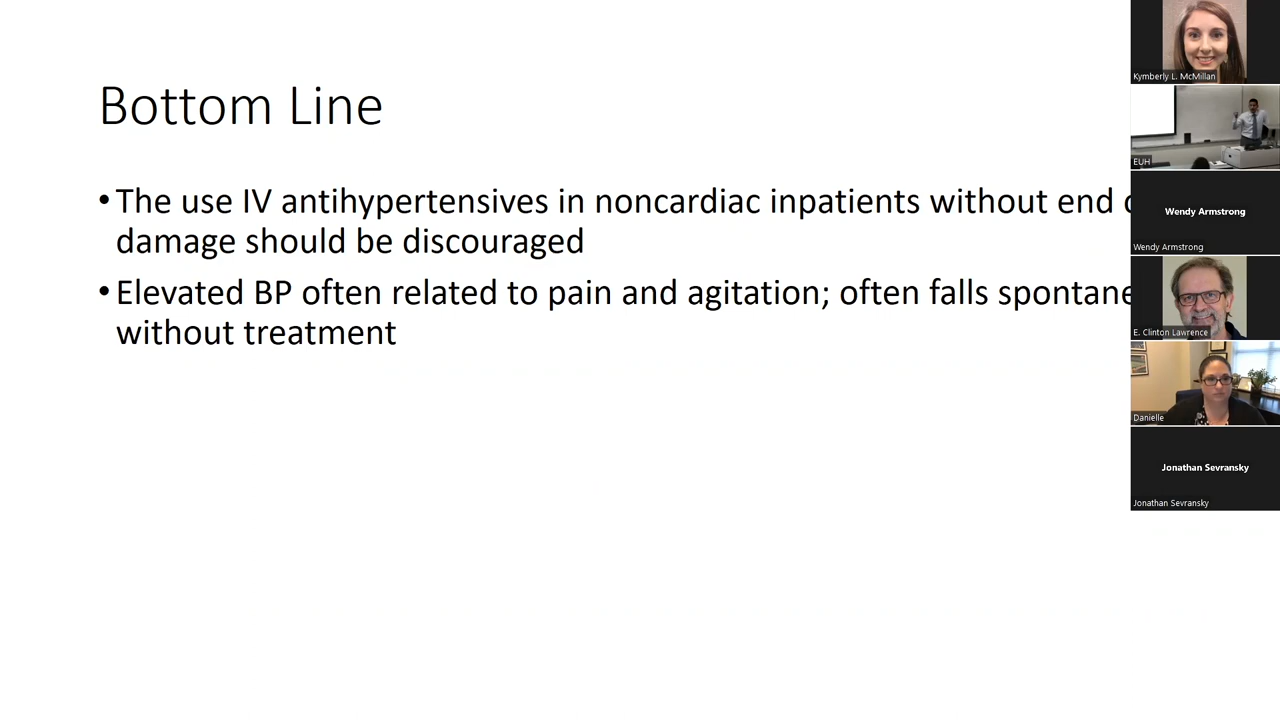 Bottom Line
• The use IV antihypertensives in noncardiac inpatients without end
damage should be discouraged
• Elevated BP often related to pain and agitation; often falls
without treatment
Kymberly L. McMillan
EUH
Wendy Armstrong
Wendy Armstrong
E. Clinton Lawrence
Danielle
Jonathan Sevransky
Jonathan Sevransky